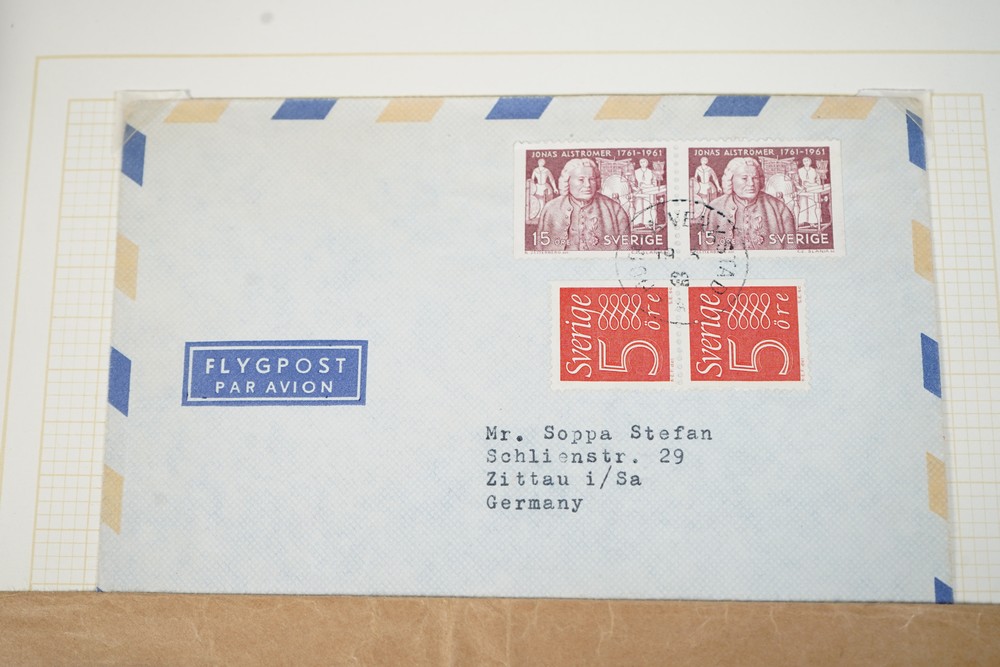 JONAS ALSTRÖMER 1761-1961
15 ÖRE SVERIGE
JONAS ALSTRÖMER 1761-1961
15 ÖRE SVERIGE
Sverige 5 öre
Sverige 5 öre
FLYGPOST
PAR AVION
Mr. Soppa Stefan
Schlienstr. 29
Zittau i/Sa
Germany